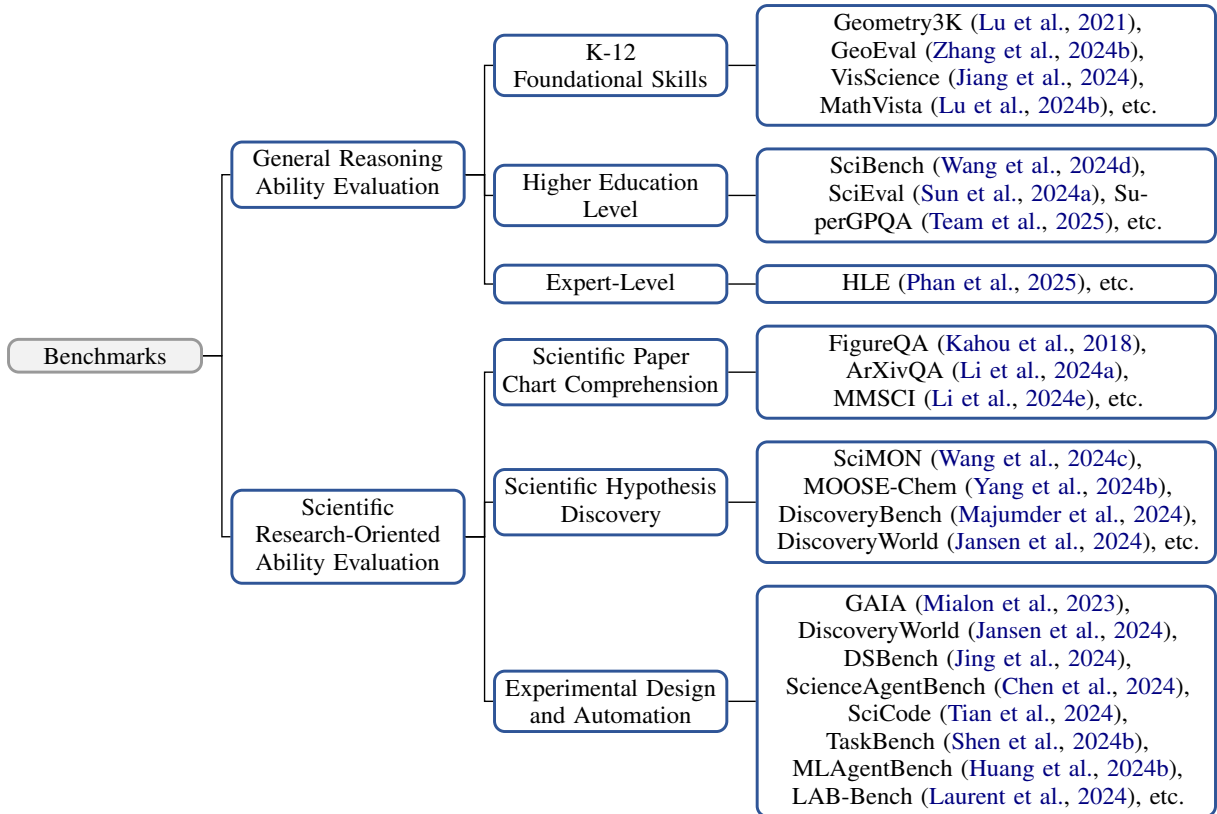 Benchmarks
General Reasoning
Ability Evaluation
K-12
Foundational Skills
Geometry3K (Lu et al., 2021),
GeoEval (Zhang et al., 2024b),
VisScience (Jiang et al., 2024),
MathVista (Lu et al., 2024b), etc.
Higher Education
Level
SciBench (Wang et al., 2024d),
SciEval (Sun et al., 2024a), Su-
perGPQA (Team et al., 2025), etc.
Expert-Level
HLE (Phan et al., 2025), etc.
Scientific
Research-Oriented
Ability Evaluation
Scientific Paper
Chart Comprehension
FigureQA (Kahou et al., 2018),
ArXivQA (Li et al., 2024a),
MMSCI (Li et al., 2024e), etc.
Scientific Hypothesis
Discovery
SciMON (Wang et al., 2024c),
MOOSE-Chem (Yang et al., 2024b),
DiscoveryBench (Majumder et al., 2024),
DiscoveryWorld (Jansen et al., 2024), etc.
Experimental Design
and Automation
GAIA (Mialon et al., 2023),
DiscoveryWorld (Jansen et al., 2024),
DSBench (Jing et al., 2024),
ScienceAgentBench (Chen et al., 2024),
SciCode (Tian et al., 2024),
TaskBench (Shen et al., 2024b),
MLAgentBench (Huang et al., 2024b),
LAB-Bench (Laurent et al., 2024), etc.